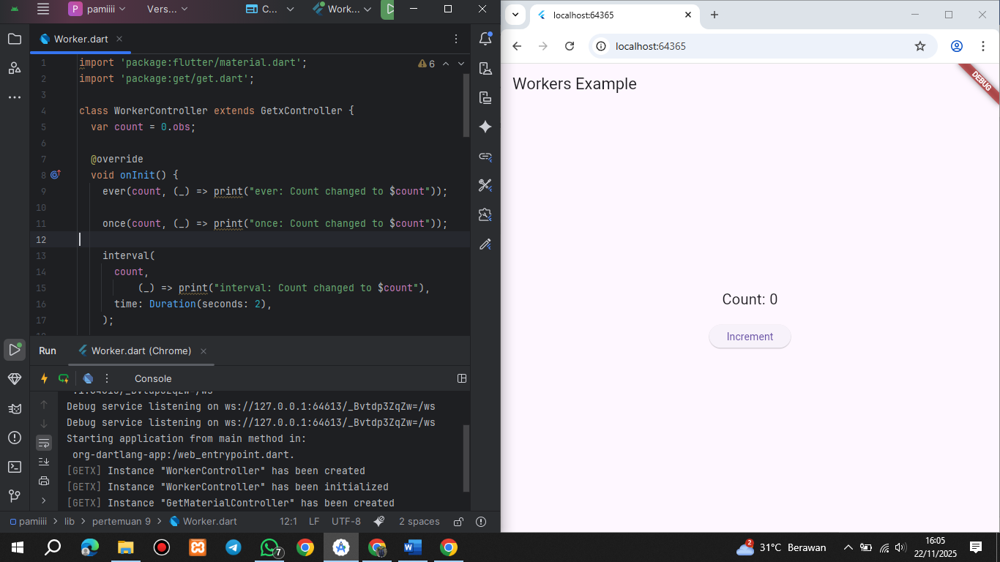 P pamiiii Vers... C... Work...
Worker.dart
1 import 'package:flutter/material.dart'; 6
2 import 'package:get/get.dart';
3
4 class WorkerController extends GetxController {
5 var count = 0.obs;
6
7 @override
8 void onInit() {
9 ever(count, (_) => print("ever: Count changed to $count"));
10
11 once(count, (_) => print("once: Count changed to $count"));
12
13 interval(
14 count,
15 (_) => print("interval: Count changed to $count"),
16 time: Duration(seconds: 2),
17 );
Run Worker.dart (Chrome)
Console
Debug service listening on ws://127.0.0.1:64613/_Bvtdp3ZqZw=/ws
Debug service listening on ws://127.0.0.1:64613/_Bvtdp3ZqZw=/ws
Starting application from main method in:
org-dartlang-app:/web_entrypoint.dart.
[GETX] Instance "WorkerController" has been created
[GETX] Instance "WorkerController" has been initialized
[GETX] Instance "GetMaterialController" has been created
pamiiii > lib > pertemuan 9 > Worker.dart 12:1 LF UTF-8 2 spaces
localhost:64365
localhost:64365
Workers Example
DEBUG
Count: 0
Increment
7
2
31°C Berawan
16:05
22/11/2025